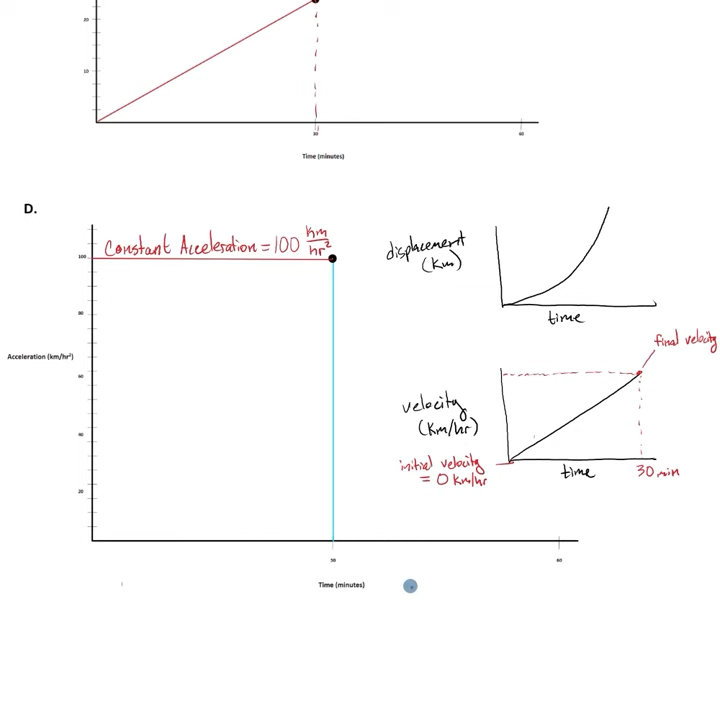 20
10
30
60
Time (minutes)
D.
Constant Acceleration = 100 km/hr²
100
80
60
40
20
Acceleration (km/hr²)
30
60
Time (minutes)
displacement
(Km)
time
final velocity
velocity
(Km/hr)
initial velocity
= 0 Km/hr
time
30 min